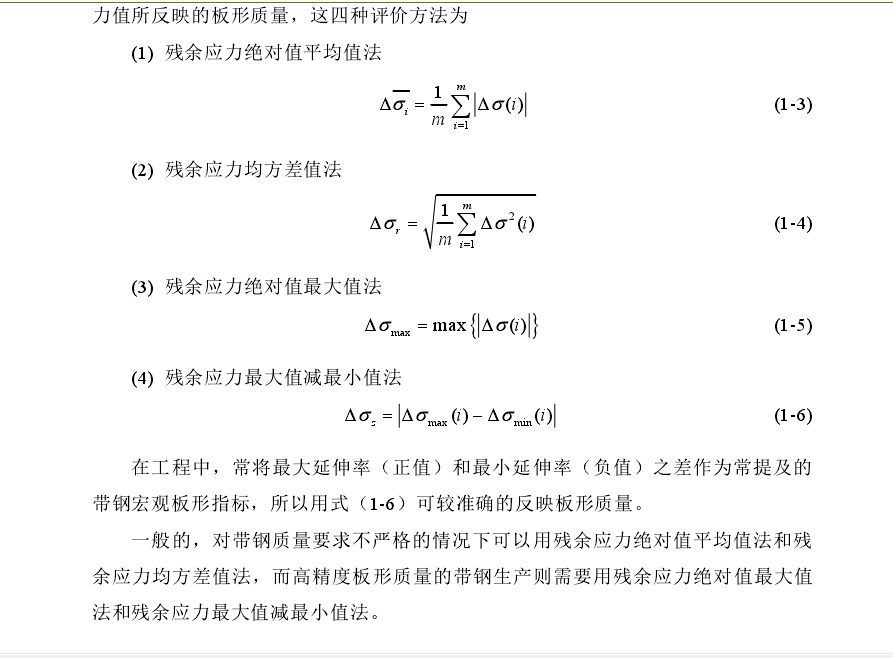 力值所反映的板形质量，这四种评价方法为
(1) 残余应力绝对值平均值法
$\Delta \overline{\sigma_i} = \frac{1}{m} \sum_{i=1}^{m} |\Delta \sigma(i)|$ (1-3)
(2) 残余应力均方差值法
$\Delta \sigma_r = \sqrt{\frac{1}{m} \sum_{i=1}^{m} \Delta \sigma^2(i)}$ (1-4)
(3) 残余应力绝对值最大值法
$\Delta \sigma_{\max} = \max \{|\Delta \sigma(i)|\}$ (1-5)
(4) 残余应力最大值减最小值法
$\Delta \sigma_s = |\Delta \sigma_{\max}(i) - \Delta \sigma_{\min}(i)|$ (1-6)
在工程中，常将最大延伸率（正值）和最小延伸率（负值）之差作为常提及的
带钢宏观板形指标，所以用式（1-6）可较准确的反映板形质量。
一般的，对带钢质量要求不严格的情况下可以用残余应力绝对值平均值法和残
余应力均方差值法，而高精度板形质量的带钢生产则需要用残余应力绝对值最大值
法和残余应力最大值减最小值法。